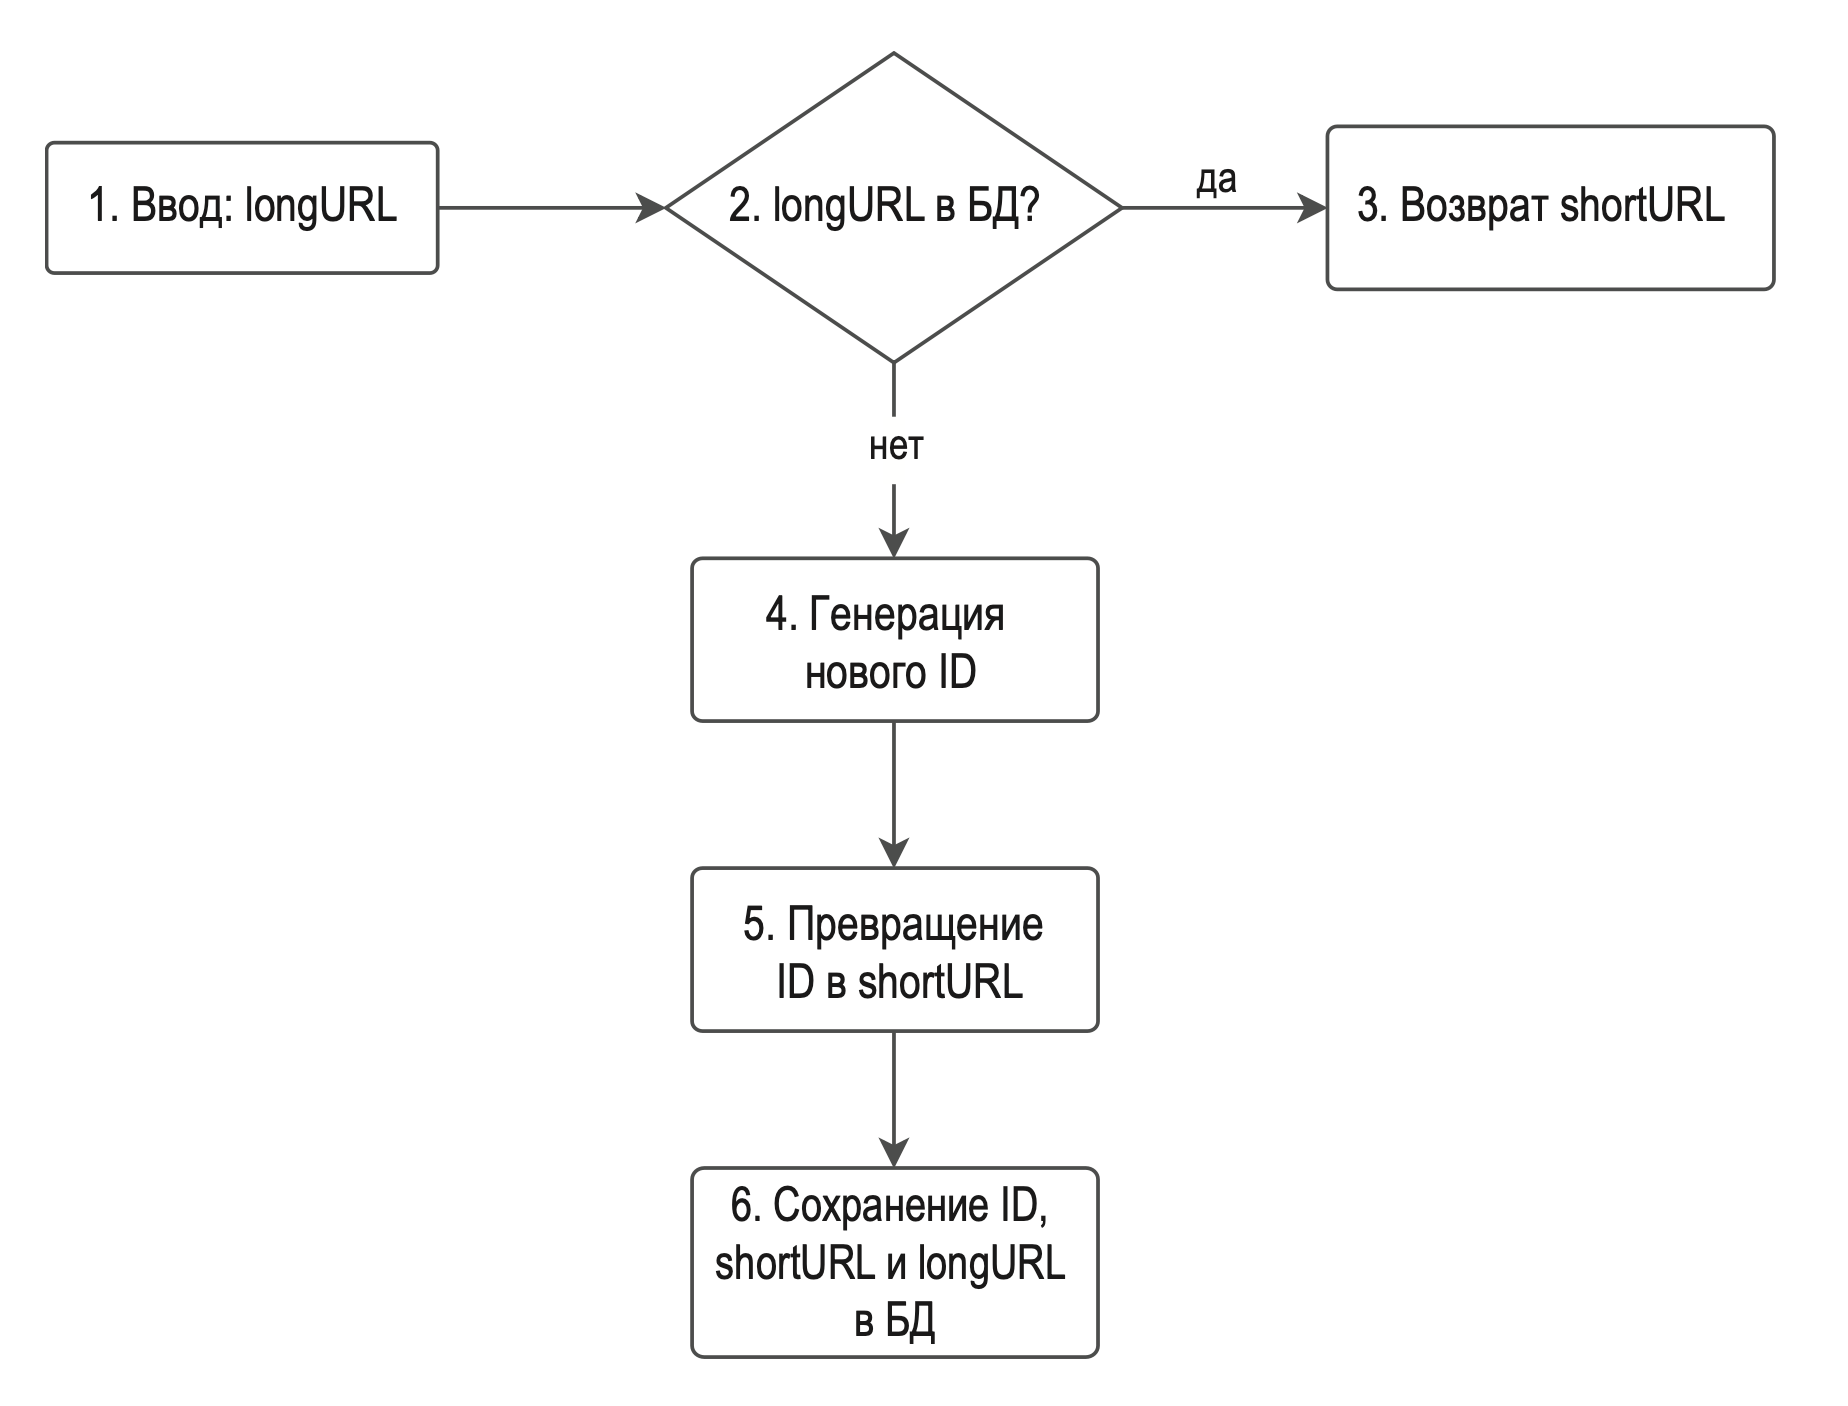 1. Ввод: longURL
2. longURL в БД?
да
3. Возврат shortURL
нет
4. Генерация
нового ID
5. Превращение
ID в shortURL
6. Сохранение ID,
shortURL и longURL
в БД